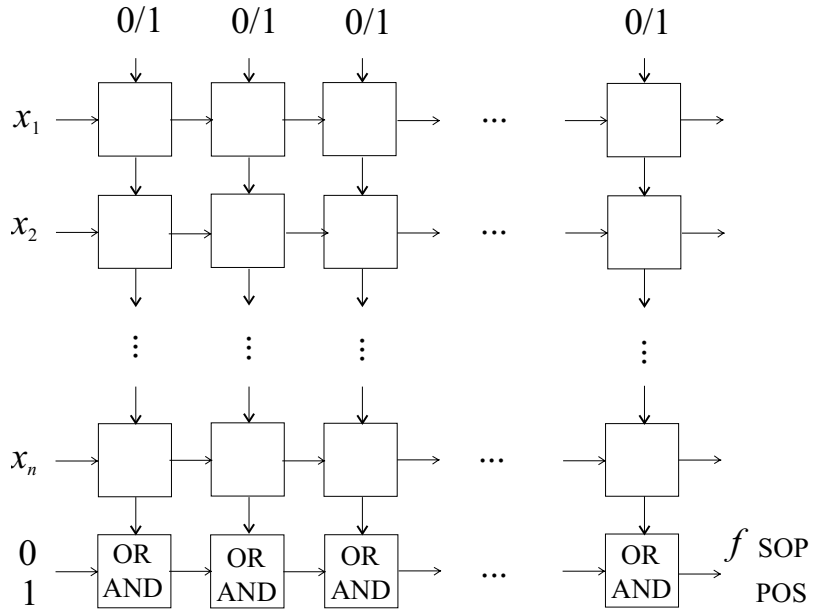 0/1 0/1 0/1 0/1
x₁ ...
x₂ ...
⋮ ⋮ ⋮ ⋮
xₙ ...
0 OR OR OR ... OR f SOP
1 AND AND AND AND POS